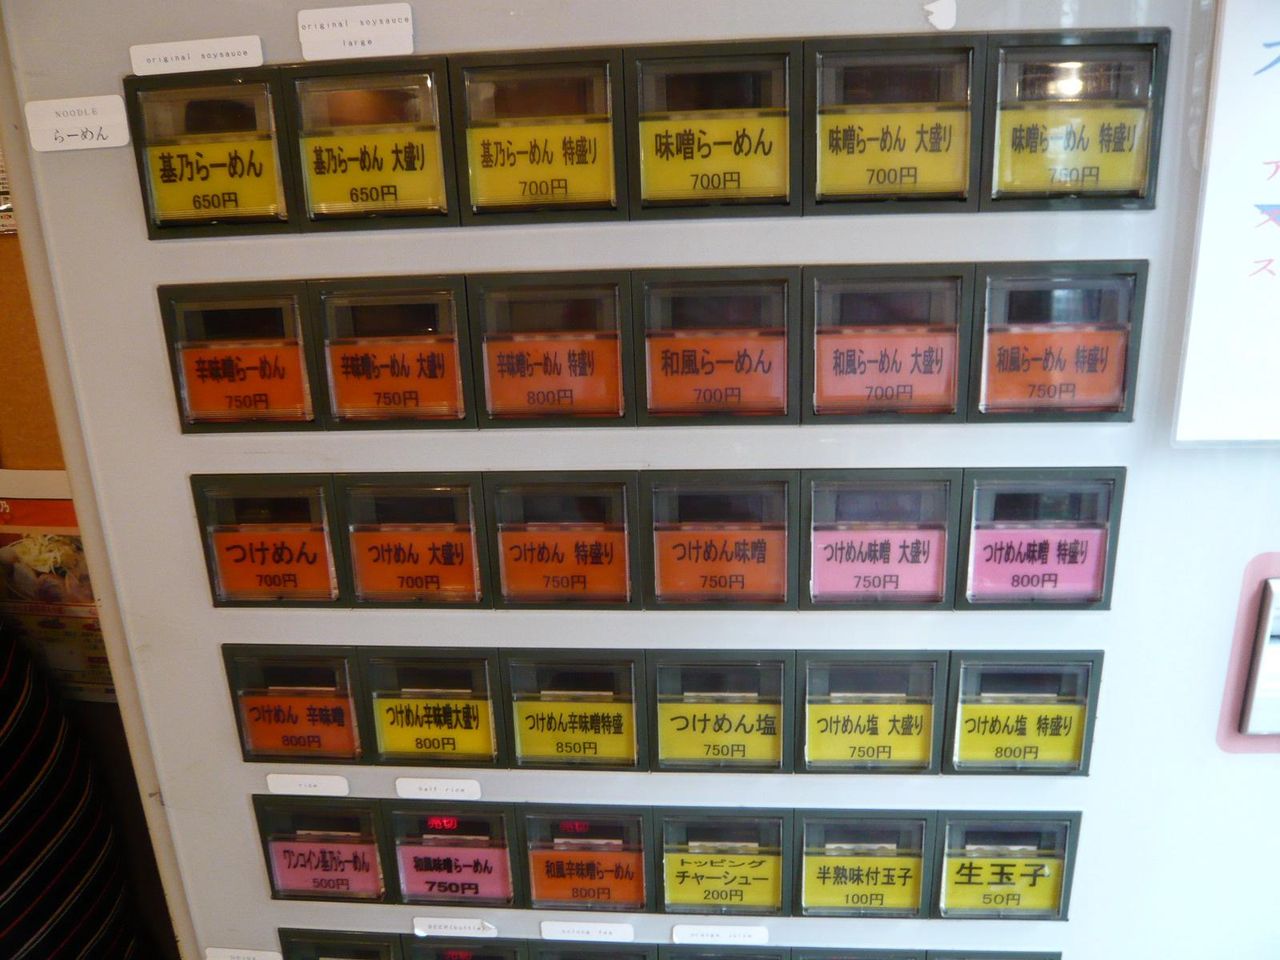 original soysauce
original soysauce
large
NOODLE
らーめん
基乃らーめん
650円
基乃らーめん 大盛り
650円
基乃らーめん 特盛り
700円
味噌らーめん
700円
味噌らーめん 大盛り
700円
味噌らーめん 特盛り
750円
辛味噌らーめん
750円
辛味噌らーめん 大盛り
750円
辛味噌らーめん 特盛り
800円
和風らーめん
700円
和風らーめん 大盛り
700円
和風らーめん 特盛り
750円
つけめん
700円
つけめん 大盛り
700円
つけめん 特盛り
750円
つけめん味噌
750円
つけめん味噌 大盛り
750円
つけめん味噌 特盛り
800円
つけめん 辛味噌
800円
つけめん辛味噌大盛り
800円
つけめん辛味噌特盛
850円
つけめん塩
750円
つけめん塩 大盛り
750円
つけめん塩 特盛り
800円
rice
half rice
ワンコイン基乃らーめん
500円
売切
和風味噌らーめん
750円
売切
和風辛味噌らーめん
800円
トッピング
チャーシュー
200円
半熟味付玉子
100円
生玉子
50円
BEER(bottle)
oolong tea
orange juice
売切